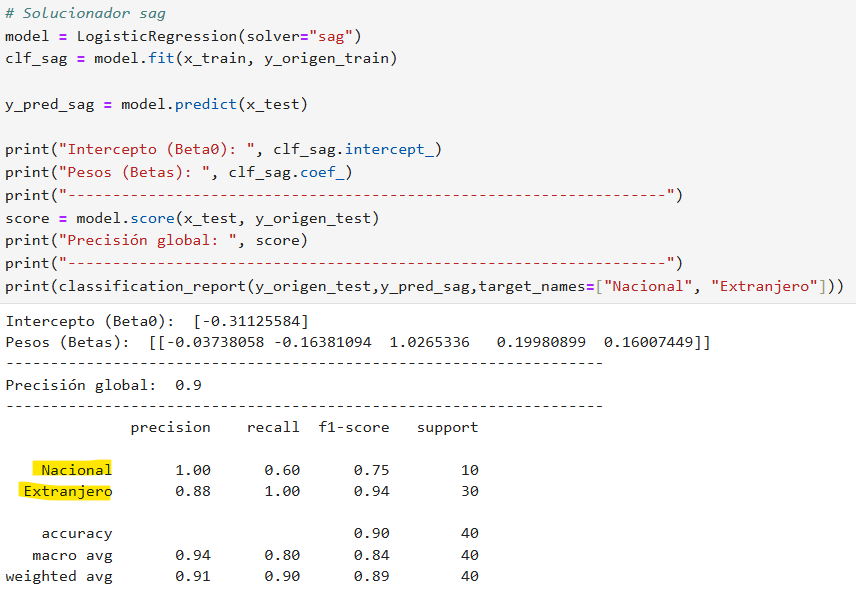 # Solucionador sag
model = LogisticRegression(solver="sag")
clf_sag = model.fit(x_train, y_origen_train)
y_pred_sag = model.predict(x_test)
print("Intercepto (Beta0): ", clf_sag.intercept_)
print("Pesos (Betas): ", clf_sag.coef_)
print("-------------------------------------------------------------------")
score = model.score(x_test, y_origen_test)
print("Precisión global: ", score)
print("-------------------------------------------------------------------")
print(classification_report(y_origen_test,y_pred_sag,target_names=["Nacional", "Extranjero"]))
Intercepto (Beta0):  [-0.31125584]
Pesos (Betas):  [[-0.03738058 -0.16381094  1.0265336   0.19980899  0.16007449]]
-------------------------------------------------------------------
Precisión global:  0.9
-------------------------------------------------------------------
              precision    recall  f1-score   support
    Nacional       1.00      0.60      0.75        10
  Extranjero       0.88      1.00      0.94        30
    accuracy                           0.90        40
   macro avg       0.94      0.80      0.84        40
weighted avg       0.91      0.90      0.89        40